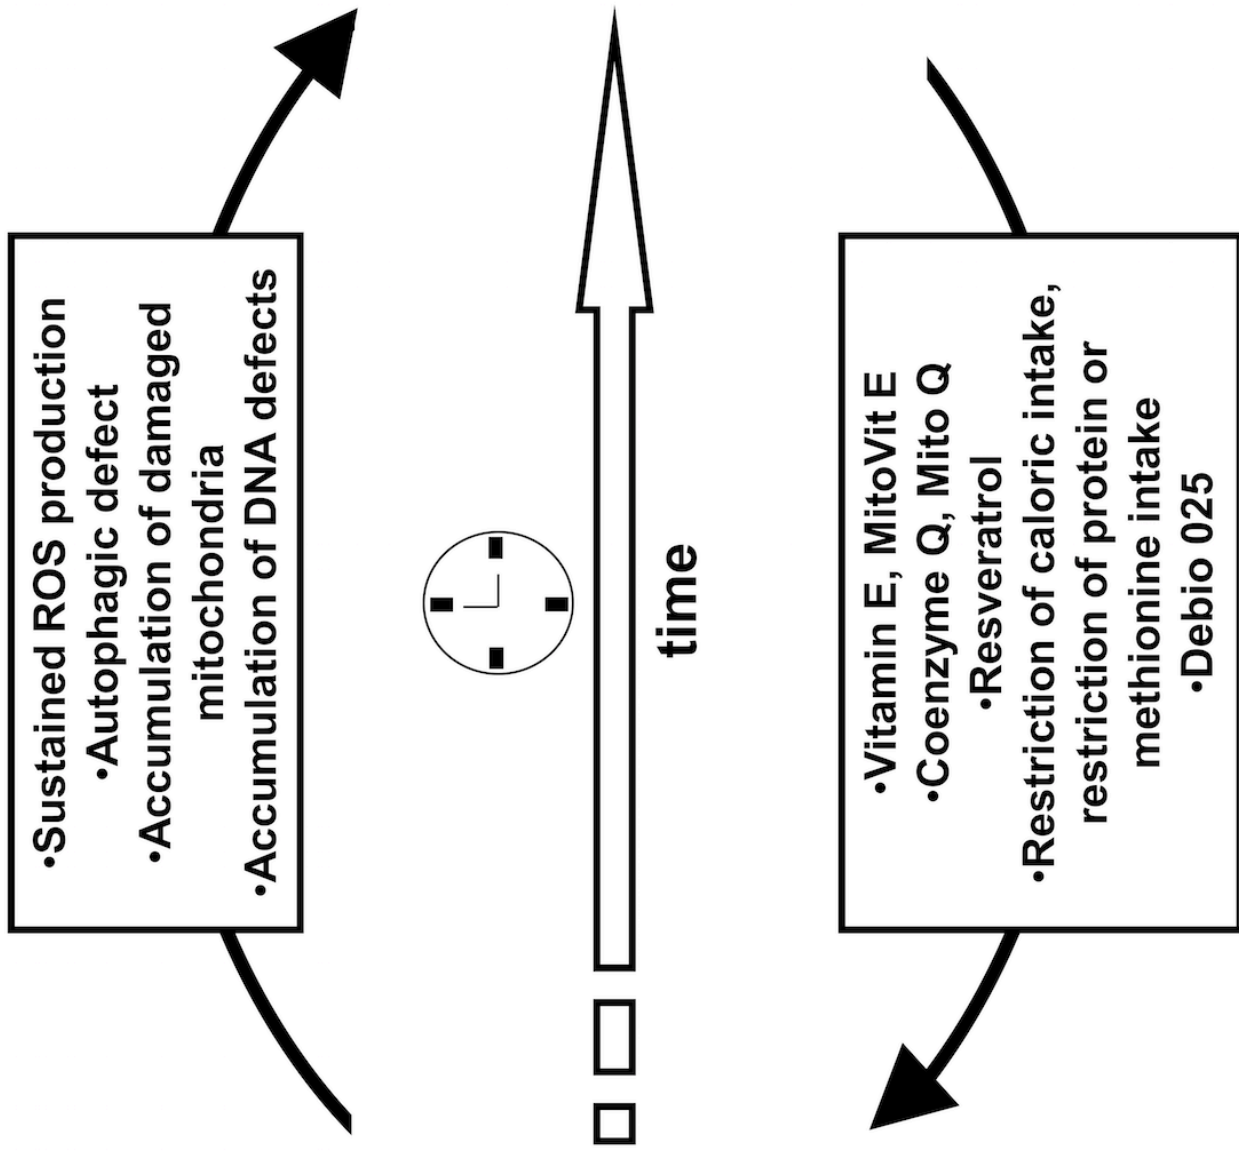 •Sustained ROS production
•Autophagic defect
•Accumulation of damaged
mitochondria
•Accumulation of DNA defects
time
•Vitamin E, MitoVit E
•Coenzyme Q, Mito Q
•Resveratrol
•Restriction of caloric intake,
restriction of protein or
methionine intake
•Debio 025